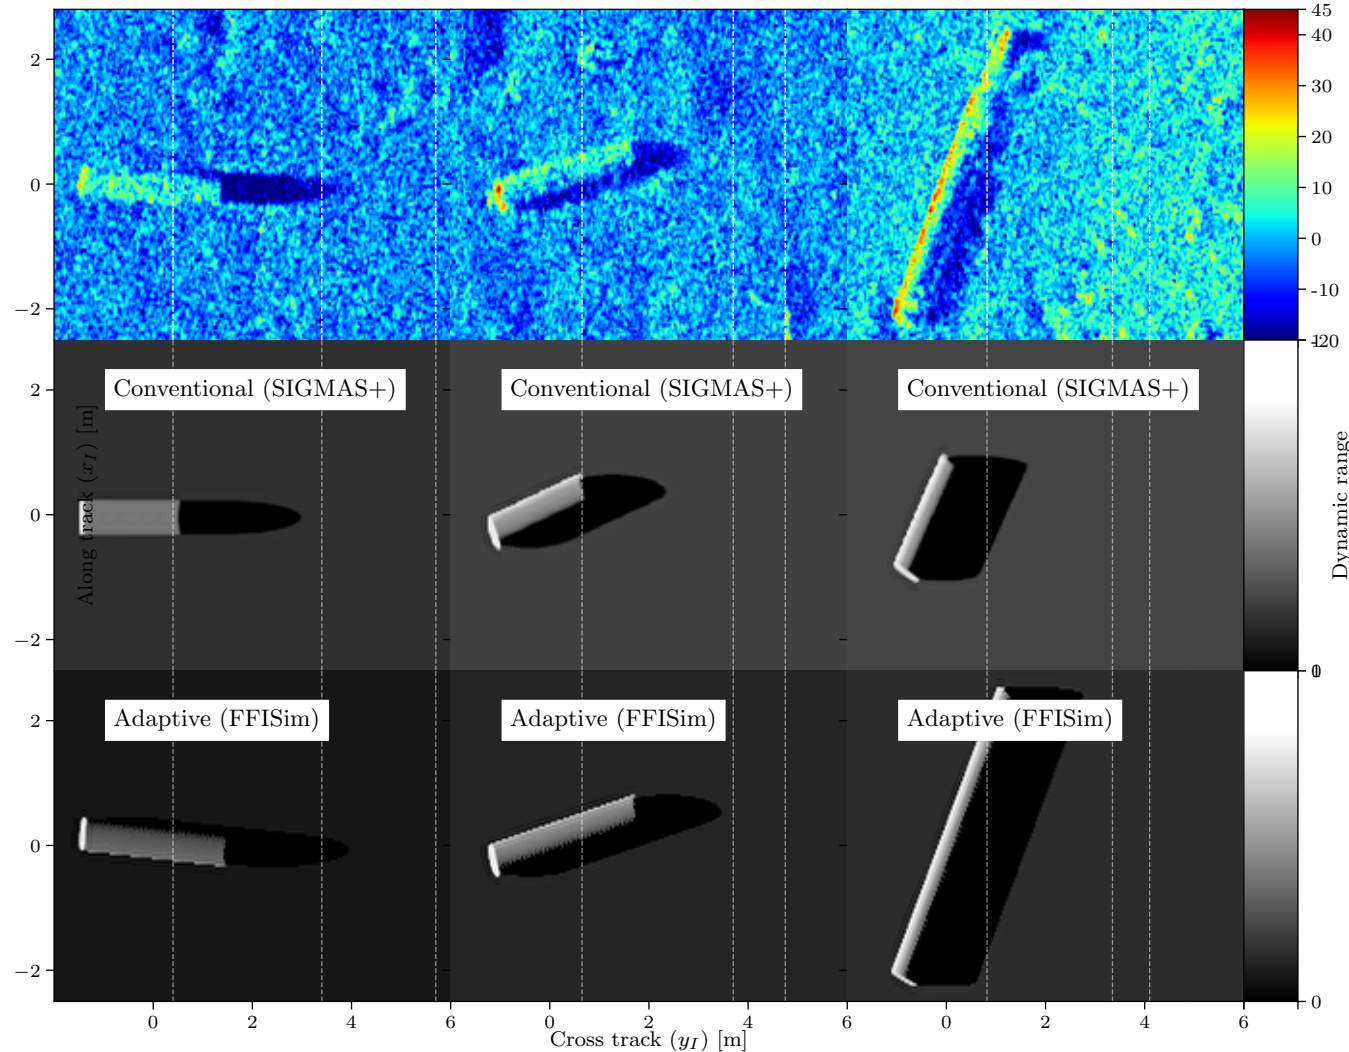 45
2
40
30
20
0
10
0
-10
−2
-20
1
2
Conventional (SIGMAS+)
Conventional (SIGMAS+)
Conventional (SIGMAS+)
Along track (x_I) [m]
Dynamic range
0
−2
0
1
2
Adaptive (FFISim)
Adaptive (FFISim)
Adaptive (FFISim)
0
−2
0
0 2 4 6 0 2 4 6 0 2 4 6
Cross track (y_I) [m]